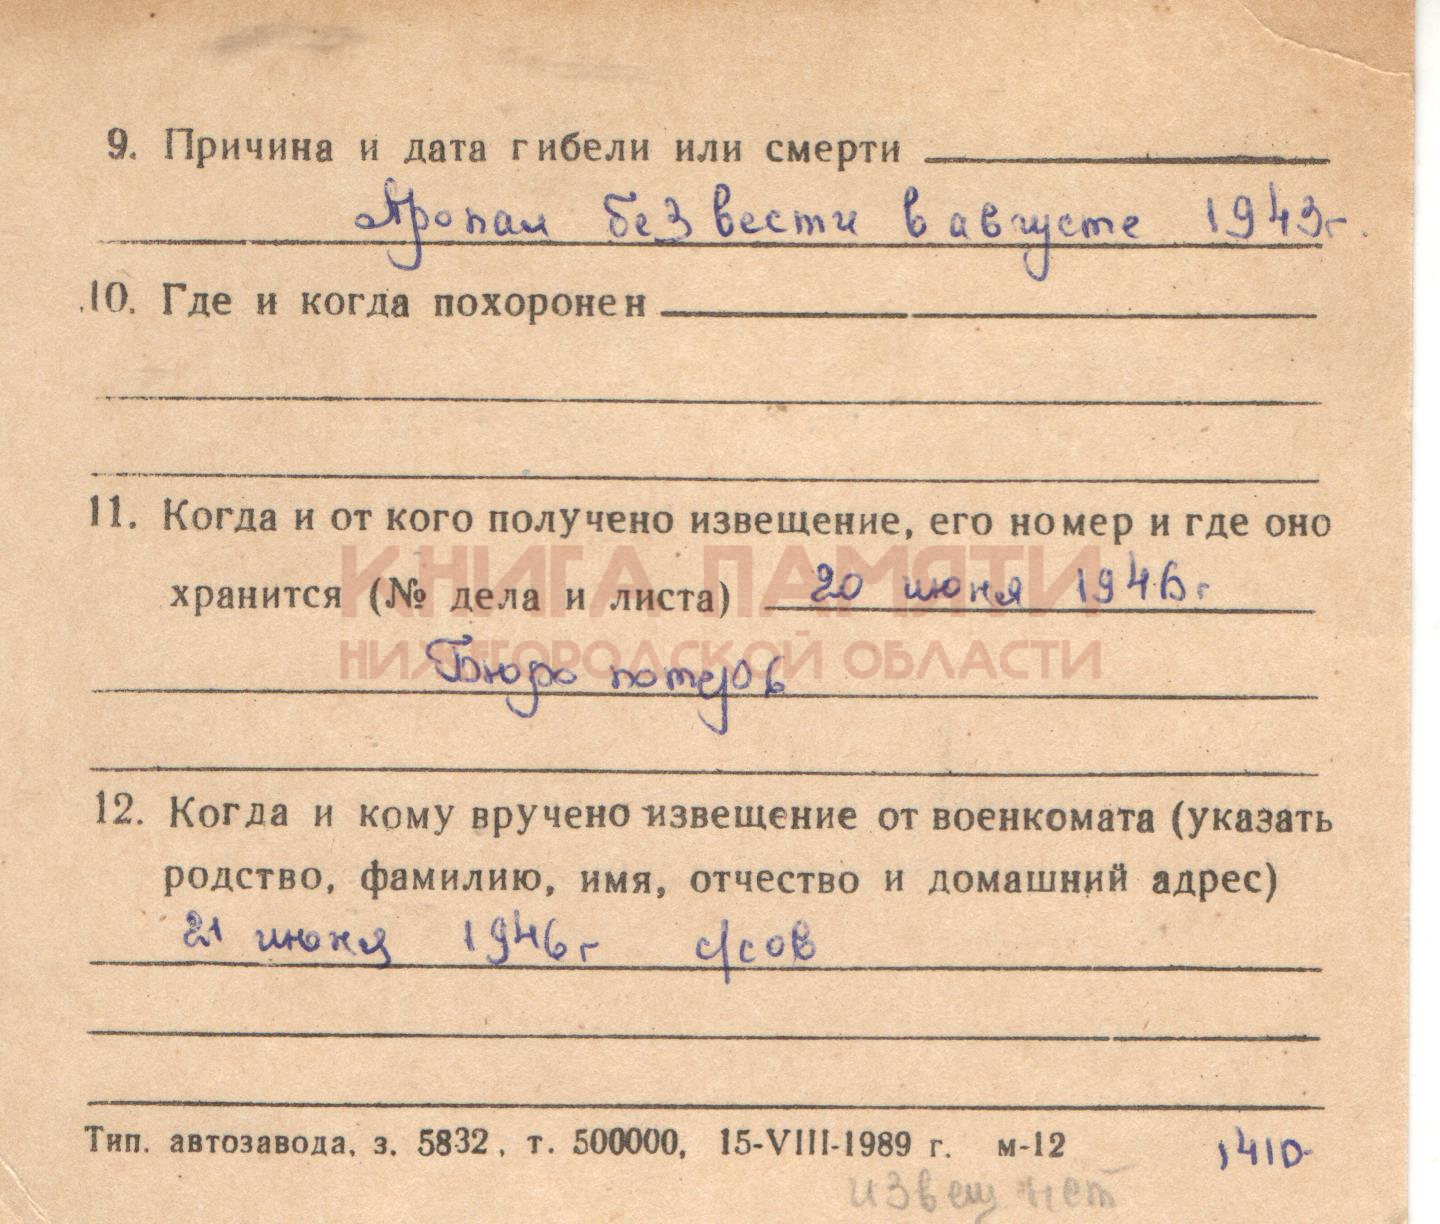 9. Причина и дата гибели или смерти
Пропал без вести в августе 1943г.
10. Где и когда похоронен
11. Когда и от кого получено извещение, его номер и где оно
КНИГА ПАМЯТИ
хранится (№ дела и листа) 20 июня 1946г
НИЖЕГОРОДСКОЙ ОБЛАСТИ
Бюро потерь
12. Когда и кому вручено извещение от военкомата (указать
родство, фамилию, имя, отчество и домашний адрес)
21 июня 1946г с/сов
Тип. автозавода, з. 5832, т. 500000, 15-VIII-1989 г. м-12 1410
извещ нет